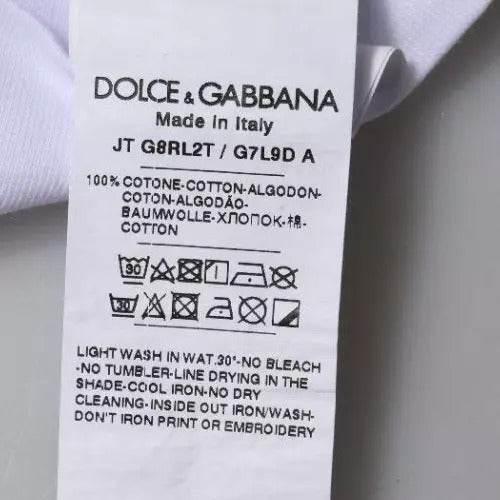 DOLCE & GABBANA
Made in Italy
JT G8RL2T / G7L9D A
100% COTONE-COTTON-ALGODON-
COTON-ALGODÃO-
BAUMWOLLE-ХЛОПОК-棉-
COTTON
30
30
LIGHT WASH IN WAT.30°-NO BLEACH
-NO TUMBLER-LINE DRYING IN THE
SHADE-COOL IRON-NO DRY
CLEANING-INSIDE OUT IRON/WASH-
DON'T IRON PRINT OR EMBROIDERY